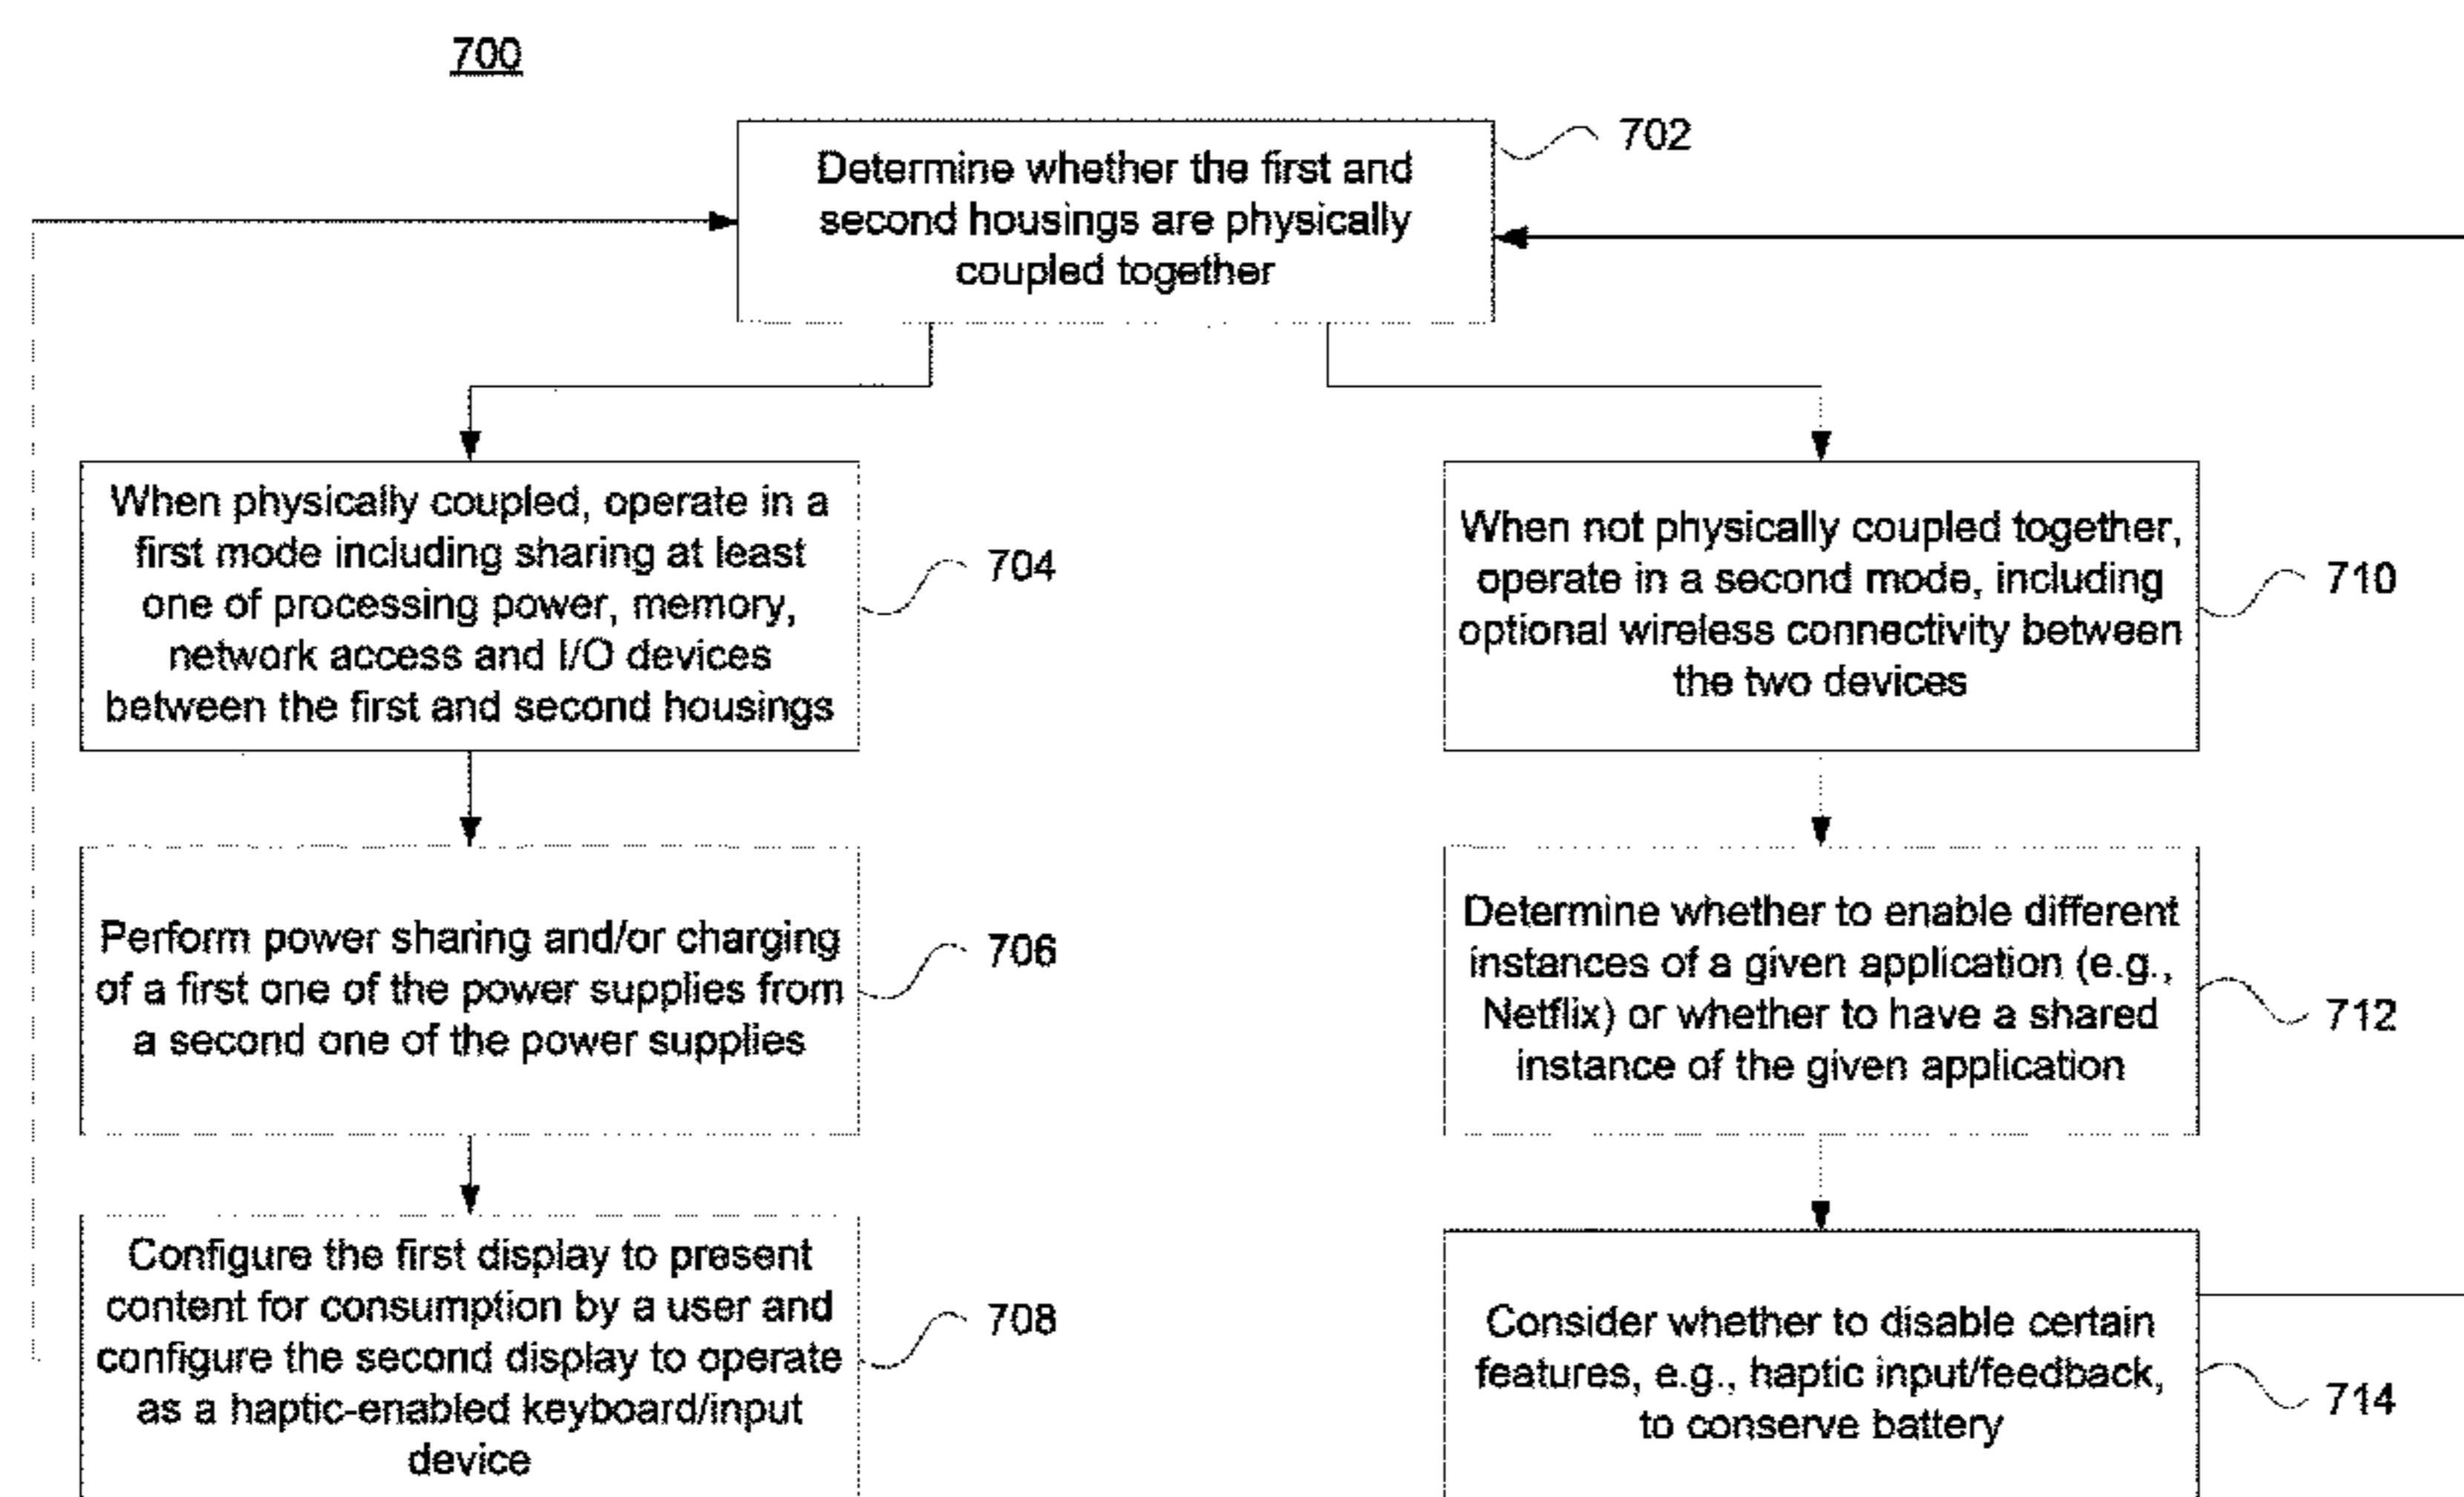 700
Determine whether the first and
second housings are physically
coupled together
702
When physically coupled, operate in a
first mode including sharing at least
one of processing power, memory,
network access and I/O devices
between the first and second housings
704
Perform power sharing and/or charging
of a first one of the power supplies from
a second one of the power supplies
706
Configure the first display to present
content for consumption by a user and
configure the second display to operate
as a haptic-enabled keyboard/input
device
708
When not physically coupled together,
operate in a second mode, including
optional wireless connectivity between
the two devices
710
Determine whether to enable different
instances of a given application (e.g.,
Netflix) or whether to have a shared
instance of the given application
712
Consider whether to disable certain
features, e.g., haptic input/feedback,
to conserve battery
714